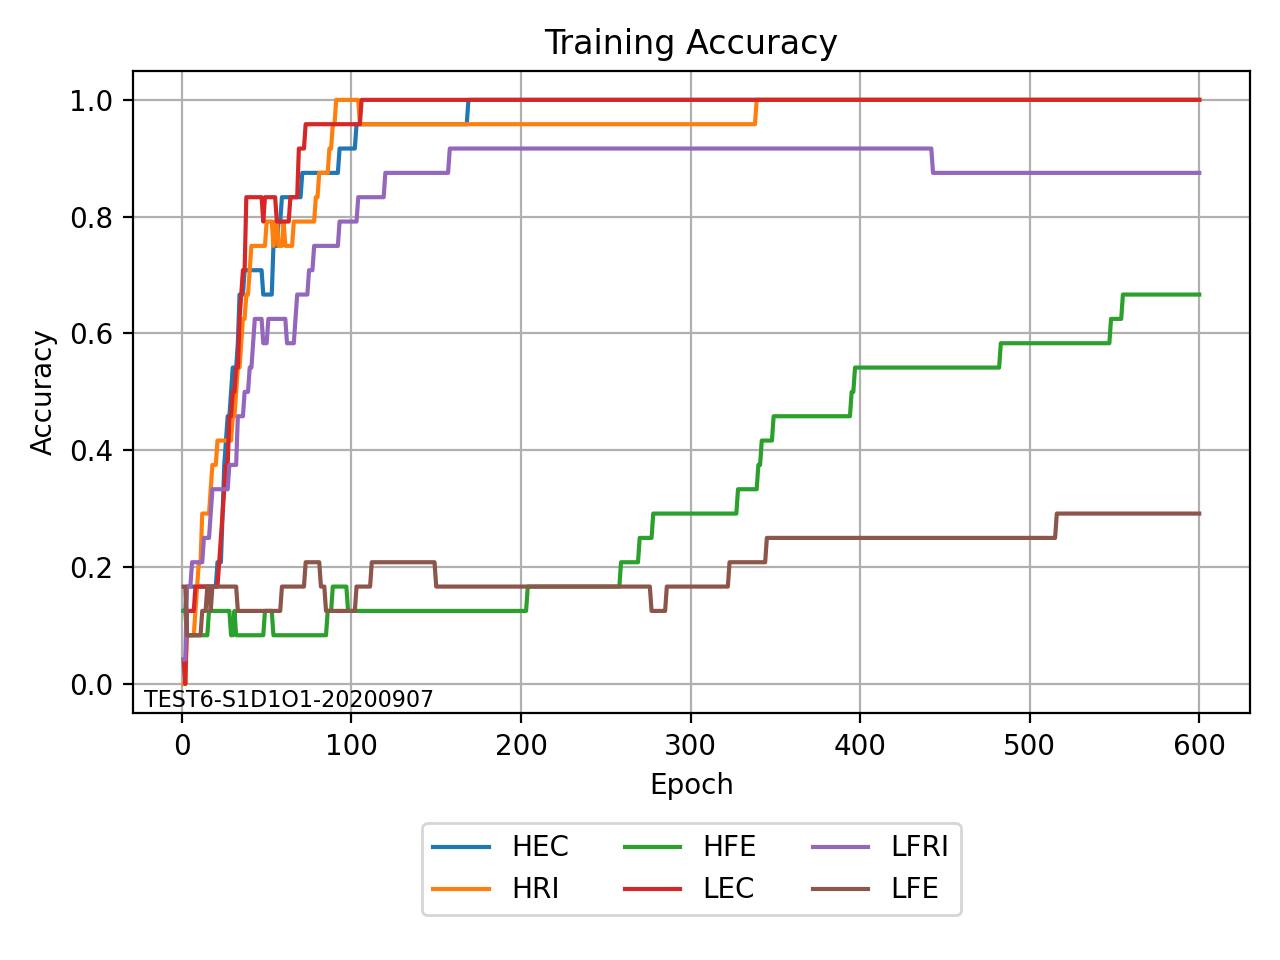 Training Accuracy
1.0
0.8
0.6
0.4
0.2
0.0
Accuracy
TEST6-S1D1O1-20200907
0 100 200 300 400 500 600
Epoch
HEC HFE LFRI
HRI LEC LFE